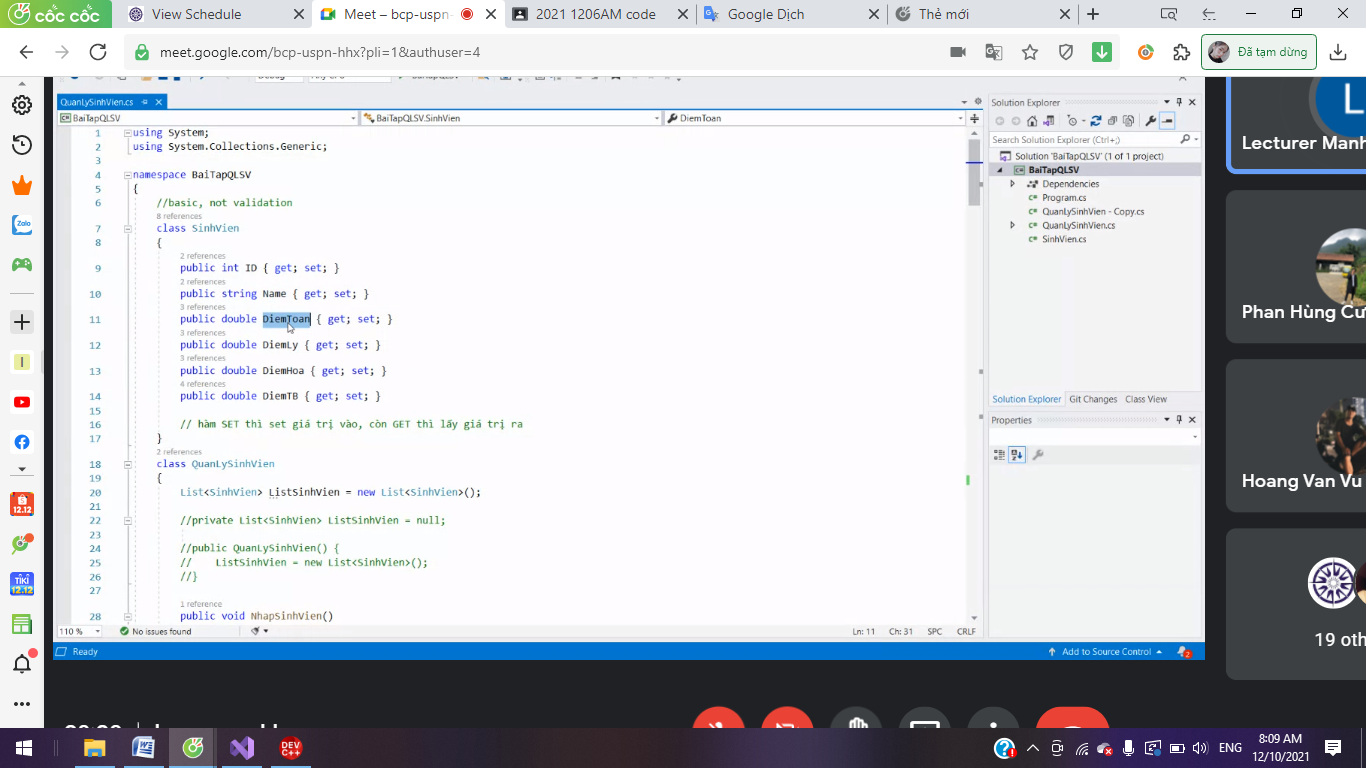 cốc cốc
View Schedule
Meet – bcp-uspn-
2021 1206AM code
Google Dịch
Thẻ mới
meet.google.com/bcp-uspn-hhx?pli=1&authuser=4
Đã tạm dừng
QuanLySinhVien.cs
BaiTapQLSV
BaiTapQLSV.SinhVien
DiemToan
1 using System;
2 using System.Collections.Generic;
3
4 namespace BaiTapQLSV
5 {
6 //basic, not validation
8 references
7 class SinhVien
8 {
2 references
9 public int ID { get; set; }
2 references
10 public string Name { get; set; }
3 references
11 public double DiemToan { get; set; }
3 references
12 public double DiemLy { get; set; }
3 references
13 public double DiemHoa { get; set; }
4 references
14 public double DiemTB { get; set; }
15
16 // hàm SET thì set giá trị vào, còn GET thì lấy giá trị ra
17 }
2 references
18 class QuanLySinhVien
19 {
20 List<SinhVien> ListSinhVien = new List<SinhVien>();
21
22 //private List<SinhVien> ListSinhVien = null;
23
24 //public QuanLySinhVien() {
25 // ListSinhVien = new List<SinhVien>();
26 //}
27
1 reference
28 public void NhapSinhVien()
110 %
No issues found
Ln: 11 Ch: 31 SPC CRLF
Ready
Add to Source Control
2
Solution Explorer
Search Solution Explorer (Ctrl+;)
Solution 'BaiTapQLSV' (1 of 1 project)
BaiTapQLSV
Dependencies
Program.cs
QuanLySinhVien - Copy.cs
QuanLySinhVien.cs
SinhVien.cs
Solution Explorer Git Changes Class View
Properties
L
Lecturer Manh
Phan Hùng Cư
Hoang Van Vu
19 oth
Zalo
12.12
TIKI
12.12
DEV
C++
ENG
8:09 AM
12/10/2021